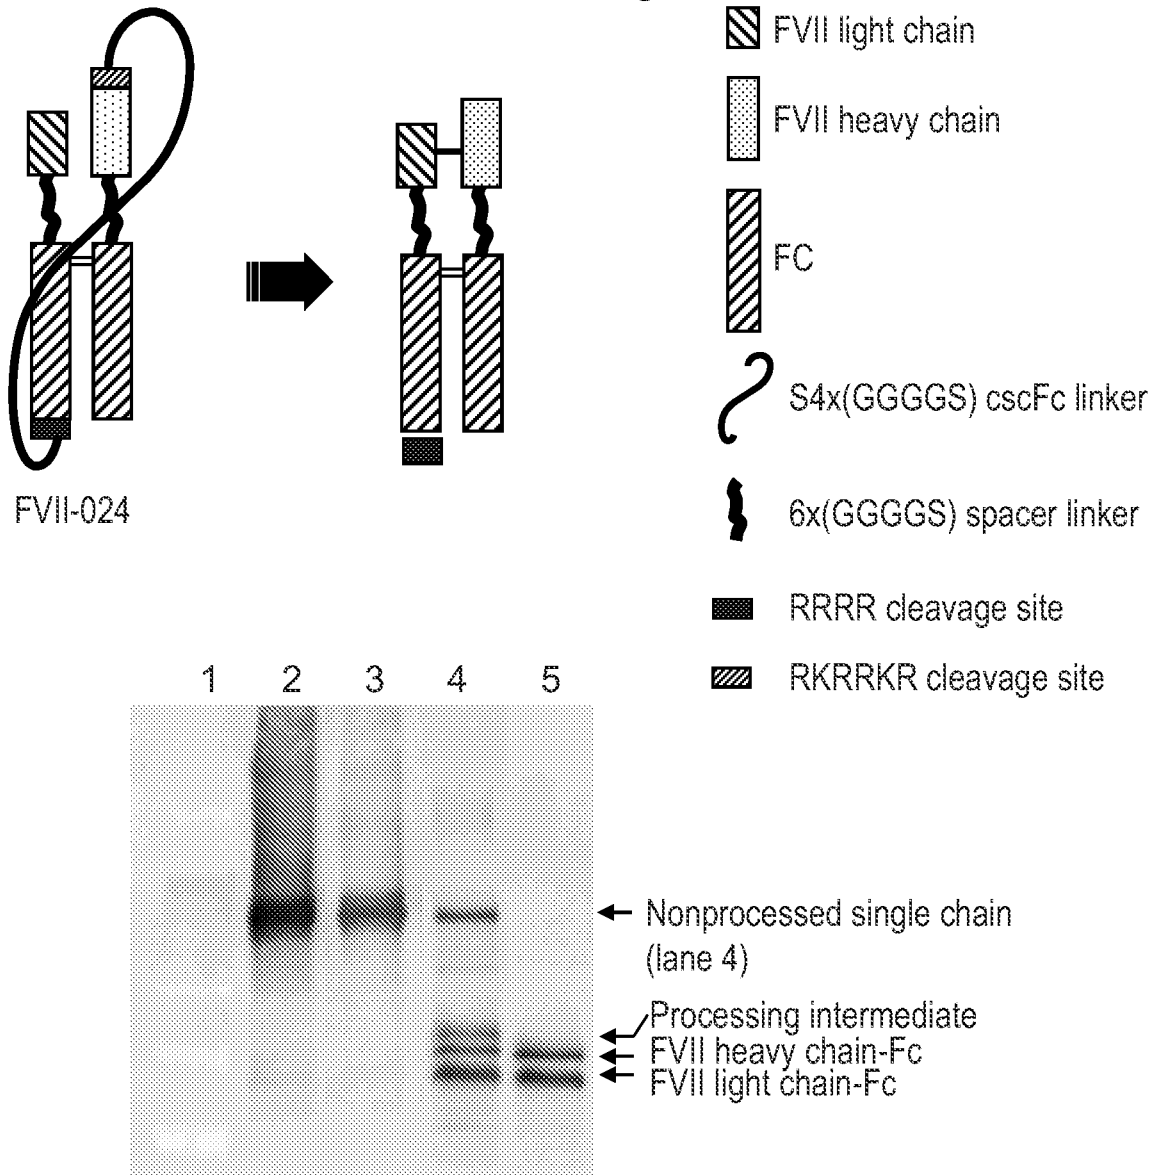 FVII light chain
FVII heavy chain
FC
S4x(GGGGS) cscFc linker
6x(GGGGS) spacer linker
RRRR cleavage site
RKRRKR cleavage site
FVII-024
1 2 3 4 5
Nonprocessed single chain
(lane 4)
Processing intermediate
FVII heavy chain-Fc
FVII light chain-Fc